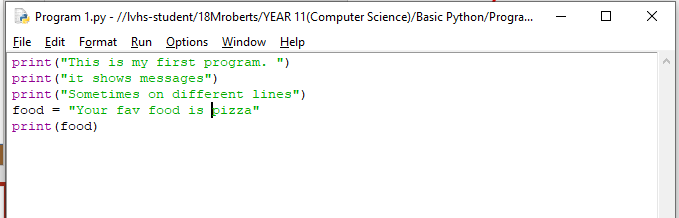 Program 1.py - //lvhs-student/18Mroberts/YEAR 11(Computer Science)/Basic Python/Progra...
File Edit Format Run Options Window Help
print("This is my first program. ")
print("it shows messages")
print("Sometimes on different lines")
food = "Your fav food is pizza"
print(food)